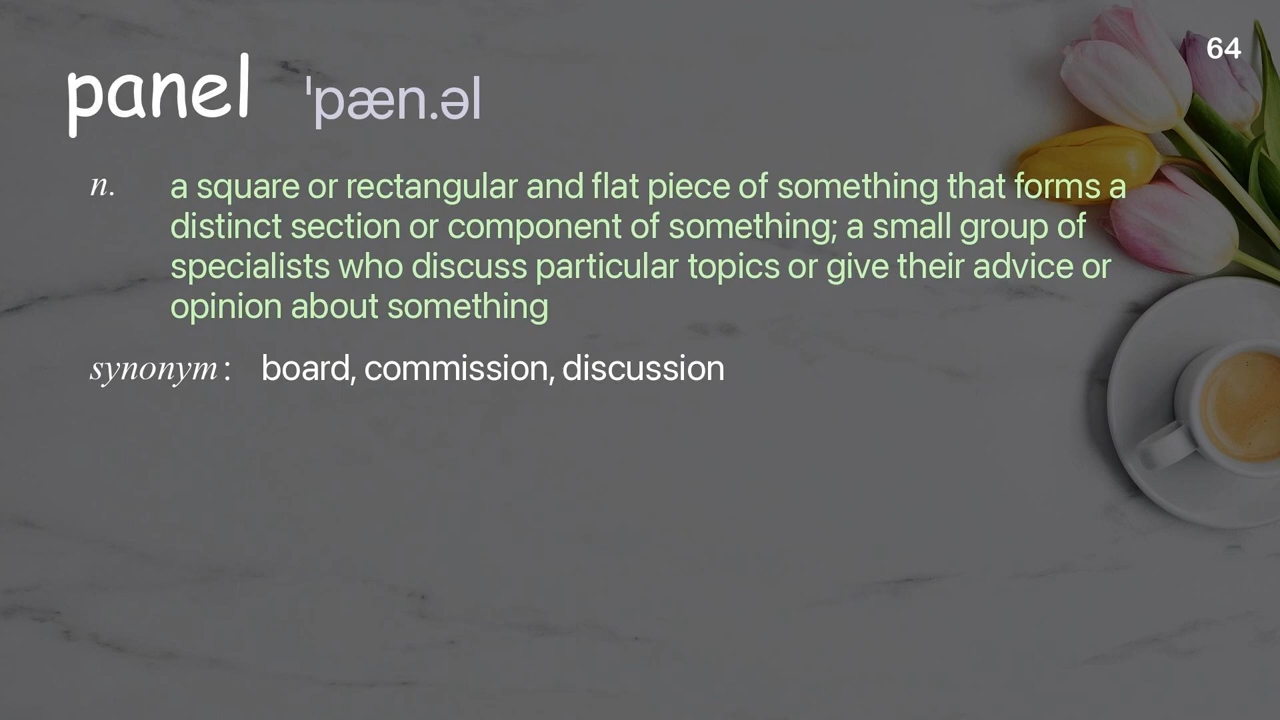 64
panel ˈpæn.əl
n. a square or rectangular and flat piece of something that forms a
distinct section or component of something; a small group of
specialists who discuss particular topics or give their advice or
opinion about something
synonym: board, commission, discussion